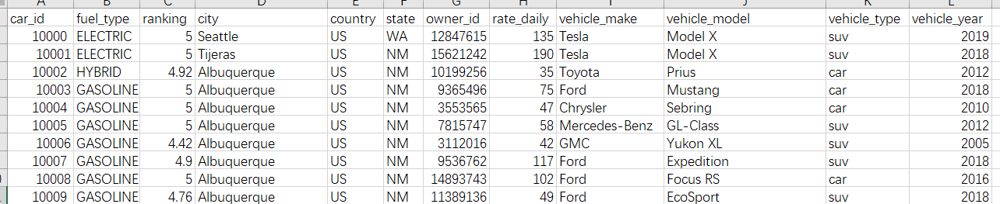 A B C D E F G H I J K L
car_id fuel_type ranking city country state owner_id rate_daily vehicle_make vehicle_model vehicle_type vehicle_year
10000 ELECTRIC 5 Seattle US WA 12847615 135 Tesla Model X suv 2019
10001 ELECTRIC 5 Tijeras US NM 15621242 190 Tesla Model X suv 2018
10002 HYBRID 4.92 Albuquerque US NM 10199256 35 Toyota Prius car 2012
10003 GASOLINE 5 Albuquerque US NM 9365496 75 Ford Mustang car 2018
10004 GASOLINE 5 Albuquerque US NM 3553565 47 Chrysler Sebring car 2010
10005 GASOLINE 5 Albuquerque US NM 7815747 58 Mercedes-Benz GL-Class suv 2012
10006 GASOLINE 4.42 Albuquerque US NM 3112016 42 GMC Yukon XL suv 2005
10007 GASOLINE 4.9 Albuquerque US NM 9536762 117 Ford Expedition suv 2018
10008 GASOLINE 5 Albuquerque US NM 14893743 102 Ford Focus RS car 2016
10009 GASOLINE 4.76 Albuquerque US NM 11389136 49 Ford EcoSport suv 2018